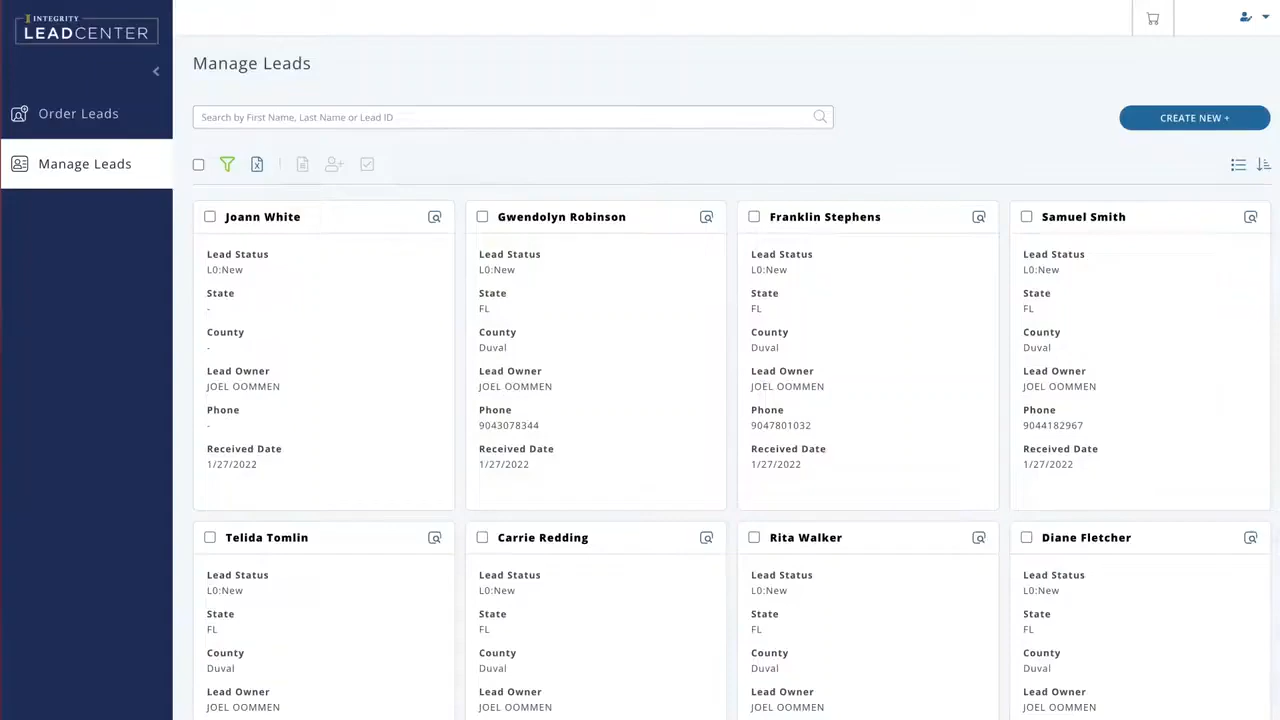 INTEGRITY
LEADCENTER
Order Leads
Manage Leads
Manage Leads
Search by First Name, Last Name or Lead ID
CREATE NEW +
Joann White
Lead Status
L0:New
State
-
County
-
Lead Owner
JOEL OOMMEN
Phone
-
Received Date
1/27/2022
Gwendolyn Robinson
Lead Status
L0:New
State
FL
County
Duval
Lead Owner
JOEL OOMMEN
Phone
9043078344
Received Date
1/27/2022
Franklin Stephens
Lead Status
L0:New
State
FL
County
Duval
Lead Owner
JOEL OOMMEN
Phone
9047801032
Received Date
1/27/2022
Samuel Smith
Lead Status
L0:New
State
FL
County
Duval
Lead Owner
JOEL OOMMEN
Phone
9044182967
Received Date
1/27/2022
Telida Tomlin
Lead Status
L0:New
State
FL
County
Duval
Lead Owner
JOEL OOMMEN
Carrie Redding
Lead Status
L0:New
State
FL
County
Duval
Lead Owner
JOEL OOMMEN
Rita Walker
Lead Status
L0:New
State
FL
County
Duval
Lead Owner
JOEL OOMMEN
Diane Fletcher
Lead Status
L0:New
State
FL
County
Duval
Lead Owner
JOEL OOMMEN